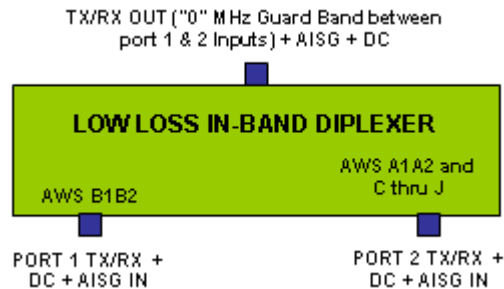 TX/RX OUT ("0" MHz Guard Band between
port 1 & 2 Inputs) + AISG + DC
LOW LOSS IN-BAND DIPLEXER
AWS B1B2
AWS A1A2 and
C thru J
PORT 1 TX/RX +
DC + AISG IN
PORT 2 TX/RX +
DC + AISG IN